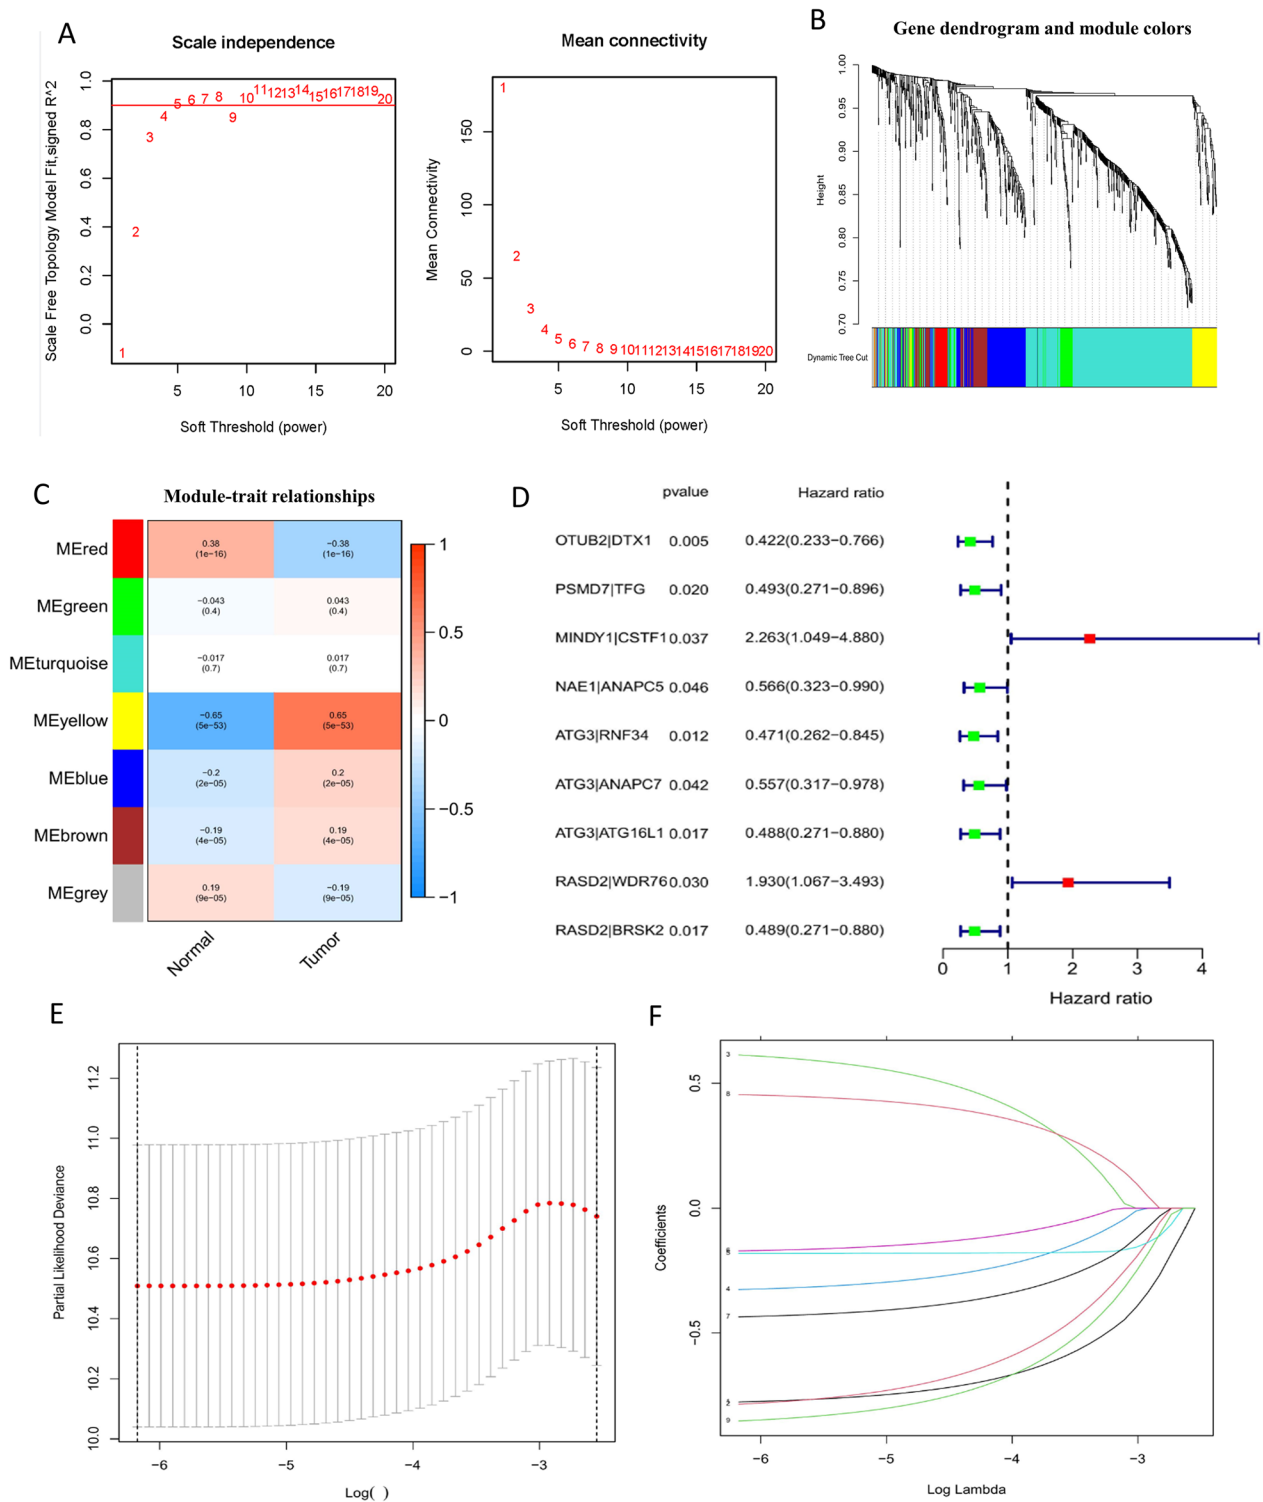 A
Scale independence
Scale Free Topology Model Fit,signed R^2
1.0
0.8
0.6
0.4
0.2
0.0
1
2
3
4
5
6
7
8
9
10
11
12
13
14
15
16
17
18
19
20
5
10
15
20
Soft Threshold (power)
Mean connectivity
Mean Connectivity
150
100
50
0
1
2
3
4
5
6
7
8
9
10
11
12
13
14
15
16
17
18
19
20
5
10
15
20
Soft Threshold (power)
B
Gene dendrogram and module colors
Height
1.00
0.95
0.90
0.85
0.80
0.75
0.70
Dynamic Tree Cut
C
Module-trait relationships
MEred
0.38
(1e-16)
−0.38
(1e-16)
MEgreen
−0.043
(0.4)
0.043
(0.4)
MEturquoise
−0.017
(0.7)
0.017
(0.7)
MEyellow
−0.65
(5e-53)
0.65
(5e-53)
MEblue
−0.2
(2e-05)
0.2
(2e-05)
MEbrown
−0.19
(4e-05)
0.19
(4e-05)
MEgrey
0.19
(9e-05)
−0.19
(9e-05)
Normal
Tumor
1
0.5
0
−0.5
−1
D
pvalue Hazard ratio
OTUB2|DTX1 0.005 0.422(0.233−0.766)
PSMD7|TFG 0.020 0.493(0.271−0.896)
MINDY1|CSTF1 0.037 2.263(1.049−4.880)
NAE1|ANAPC5 0.046 0.566(0.323−0.990)
ATG3|RNF34 0.012 0.471(0.262−0.845)
ATG3|ANAPC7 0.042 0.557(0.317−0.978)
ATG3|ATG16L1 0.017 0.488(0.271−0.880)
RASD2|WDR76 0.030 1.930(1.067−3.493)
RASD2|BRSK2 0.017 0.489(0.271−0.880)
0 1 2 3 4
Hazard ratio
E
Partial Likelihood Deviance
11.2
11.0
10.8
10.6
10.4
10.2
10.0
−6 −5 −4 −3
Log( )
F
Coefficients
0.5
0.0
−0.5
3
8
4
7
9
−6 −5 −4 −3
Log Lambda